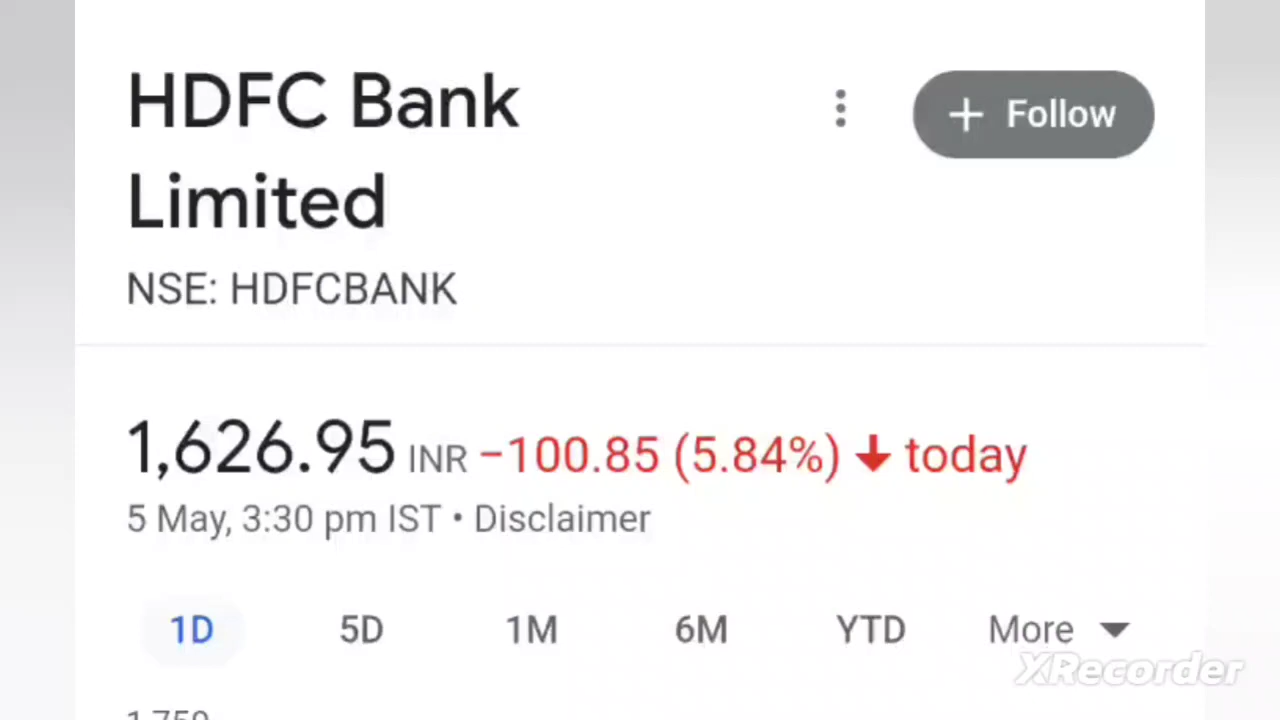 HDFC Bank
Limited
+ Follow
NSE: HDFCBANK
1,626.95 INR −100.85 (5.84%) ↓ today
5 May, 3:30 pm IST • Disclaimer
1D 5D 1M 6M YTD More
XRecorder